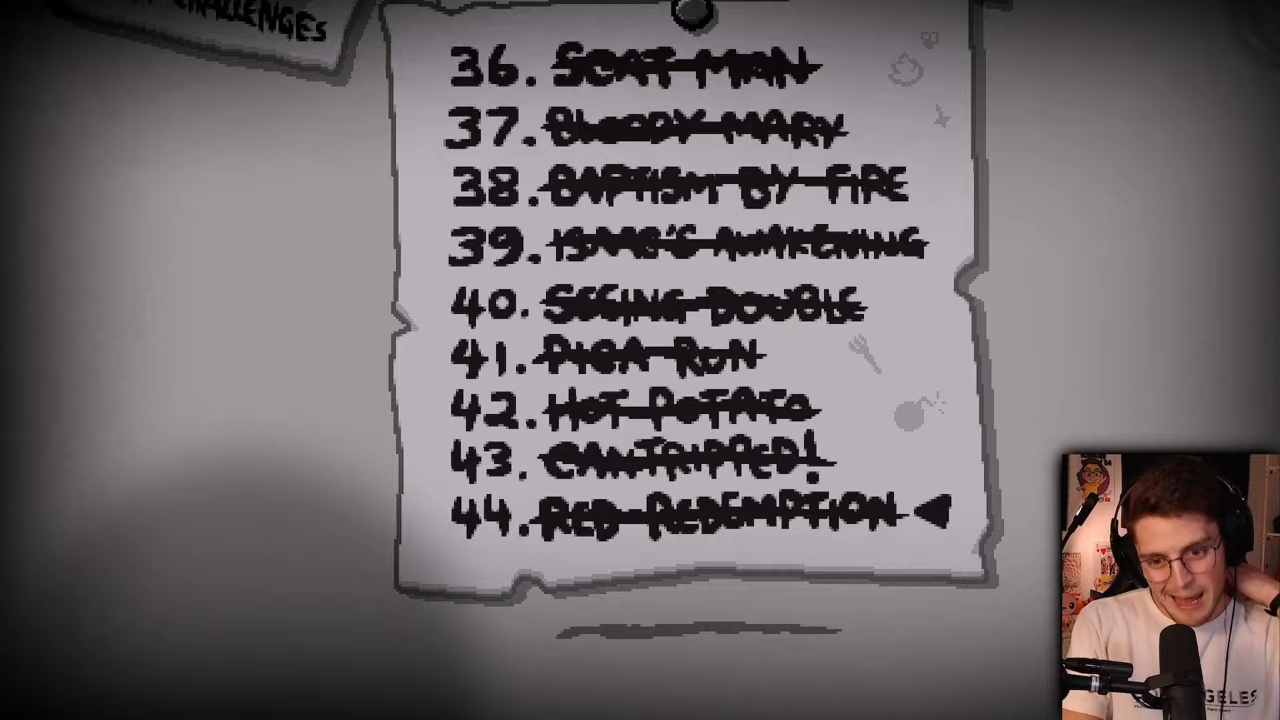 CHALLENGES
36. SCAT MAN
37. BLOODY MARY
38. BAPTISM BY FIRE
39. ISAAC'S AWAKENING
40. SEEING DOUBLE
41. PICA RUN
42. HOT POTATO
43. CANTRIPPED!
44. RED REDEMPTION
GELES